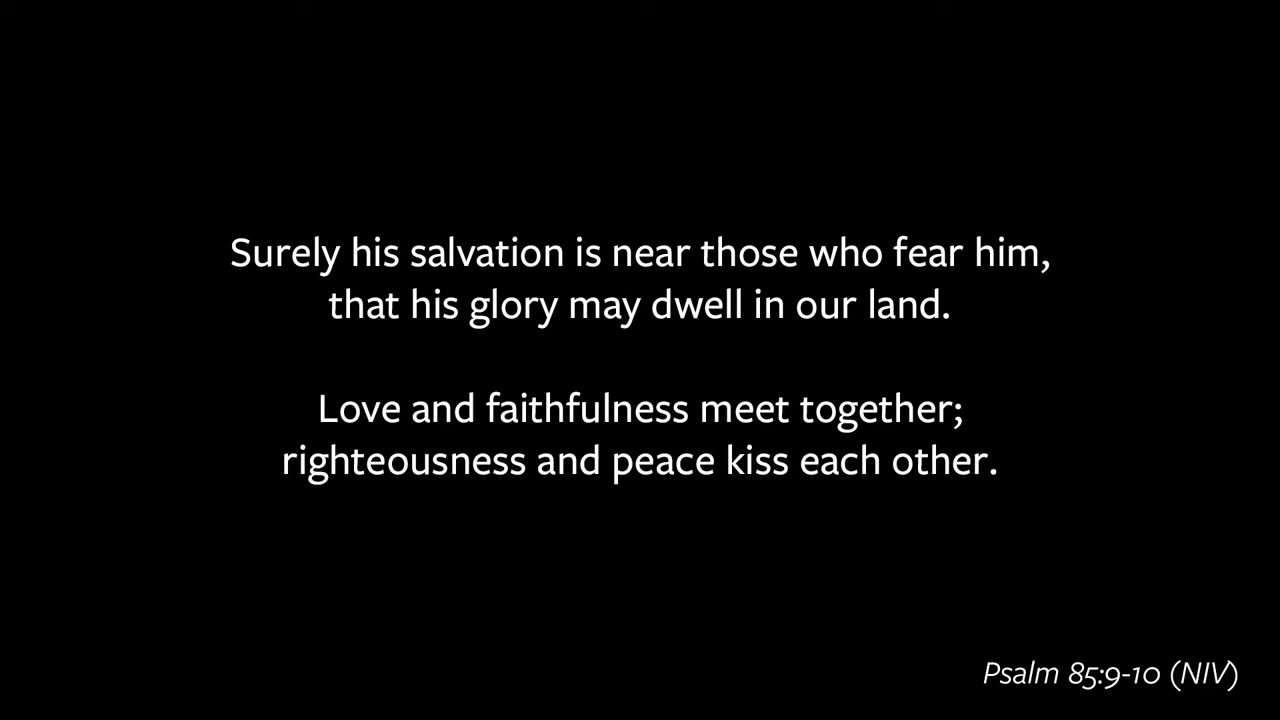 Surely his salvation is near those who fear him,
that his glory may dwell in our land.
Love and faithfulness meet together;
righteousness and peace kiss each other.
Psalm 85:9-10 (NIV)